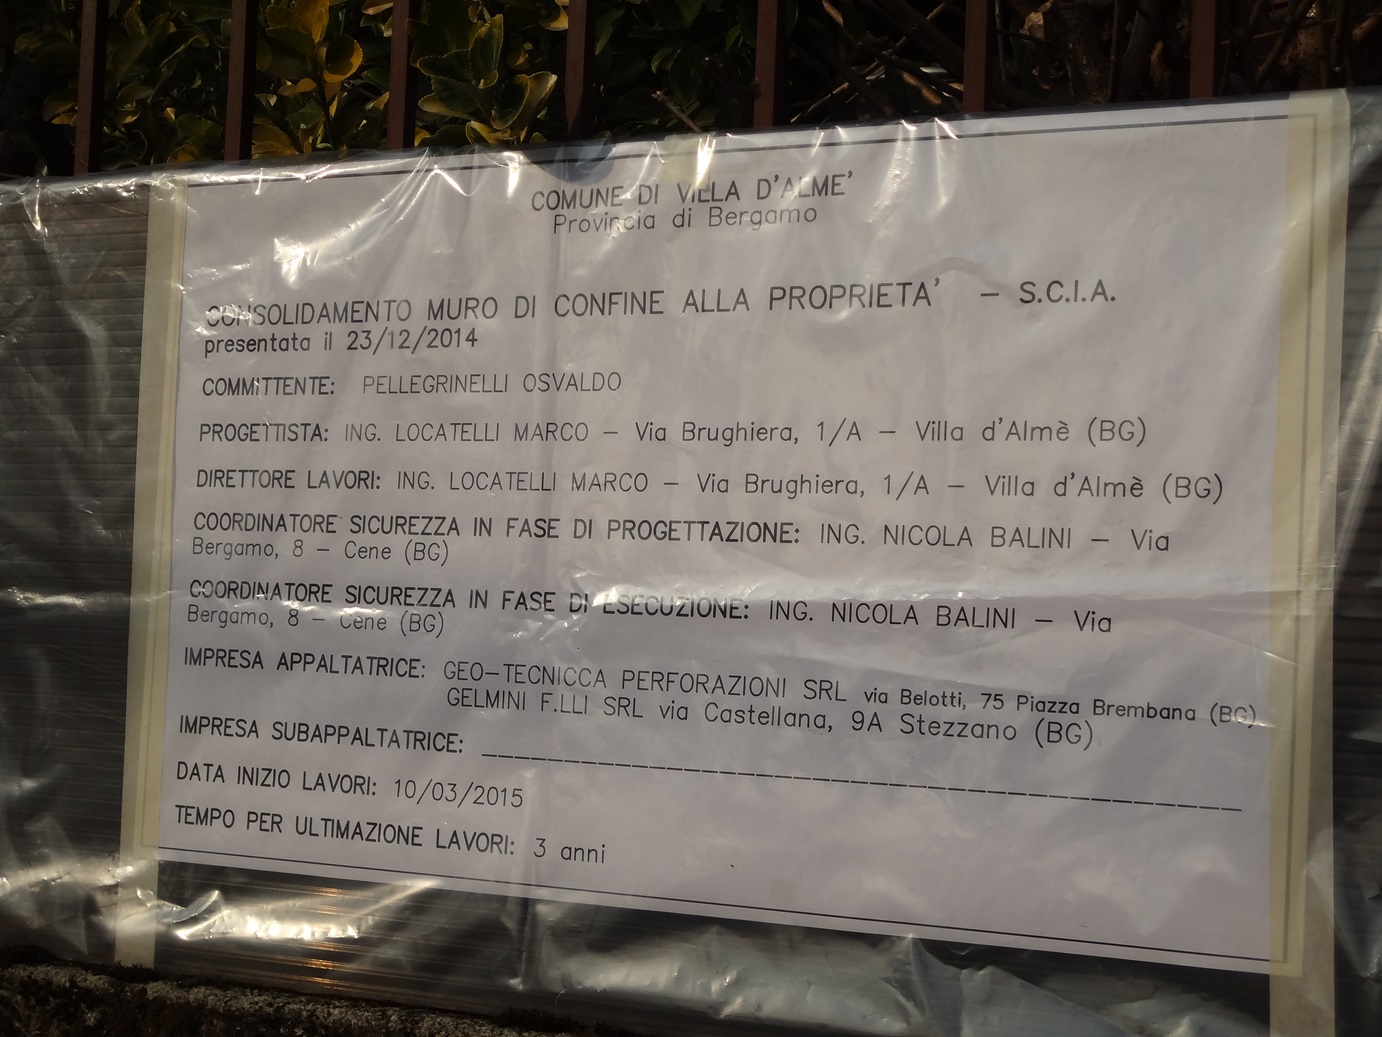 COMUNE DI VILLA D'ALME'
Provincia di Bergamo
CONSOLIDAMENTO MURO DI CONFINE ALLA PROPRIETA' - S.C.I.A.
presentata il 23/12/2014
COMMITTENTE: PELLEGRINELLI OSVALDO
PROGETTISTA: ING. LOCATELLI MARCO - Via Brughiera, 1/A - Villa d'Almè (BG)
DIRETTORE LAVORI: ING. LOCATELLI MARCO - Via Brughiera, 1/A - Villa d'Almè (BG)
COORDINATORE SICUREZZA IN FASE DI PROGETTAZIONE: ING. NICOLA BALINI - Via
Bergamo, 8 - Cene (BG)
COORDINATORE SICUREZZA IN FASE DI ESECUZIONE: ING. NICOLA BALINI - Via
Bergamo, 8 - Cene (BG)
IMPRESA APPALTATRICE: GEO-TECNICCA PERFORAZIONI SRL via Belotti, 75 Piazza Brembana (BG)
GELMINI F.LLI SRL via Castellana, 9A Stezzano (BG)
IMPRESA SUBAPPALTATRICE: ______________________
DATA INIZIO LAVORI: 10/03/2015
TEMPO PER ULTIMAZIONE LAVORI: 3 anni